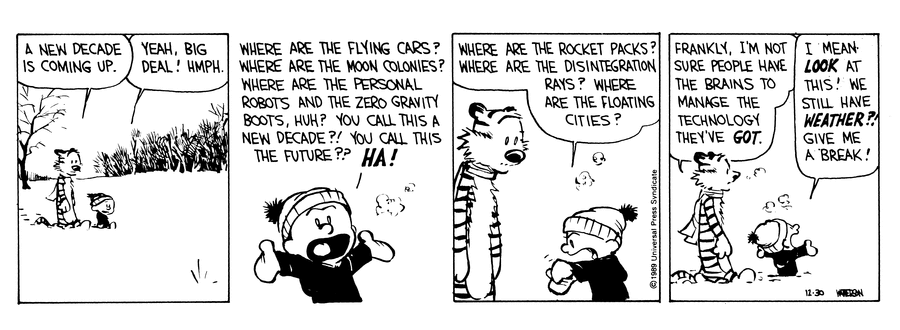 A NEW DECADE
IS COMING UP.
YEAH, BIG
DEAL! HMPH.
WHERE ARE THE FLYING CARS?
WHERE ARE THE MOON COLONIES?
WHERE ARE THE PERSONAL
ROBOTS AND THE ZERO GRAVITY
BOOTS, HUH? YOU CALL THIS A
NEW DECADE?! YOU CALL THIS
THE FUTURE?? HA!
WHERE ARE THE ROCKET PACKS?
WHERE ARE THE DISINTEGRATION
RAYS? WHERE
ARE THE FLOATING
CITIES?
©1989 Universal Press Syndicate
FRANKLY, I'M NOT
SURE PEOPLE HAVE
THE BRAINS TO
MANAGE THE
TECHNOLOGY
THEY'VE GOT.
I MEAN
LOOK AT
THIS! WE
STILL HAVE
WEATHER?!
GIVE ME
A BREAK!
12-30 WATTERSON